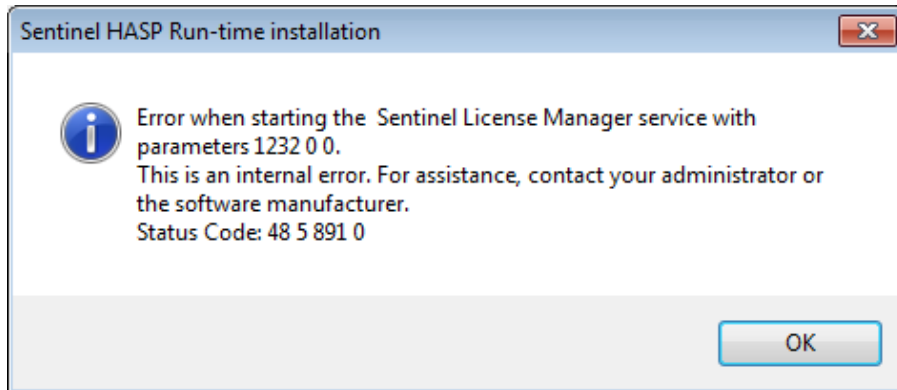 Sentinel HASP Run-time installation
Error when starting the  Sentinel License Manager service with
parameters 1232 0 0.
This is an internal error. For assistance, contact your administrator or
the software manufacturer.
Status Code: 48 5 891 0
OK